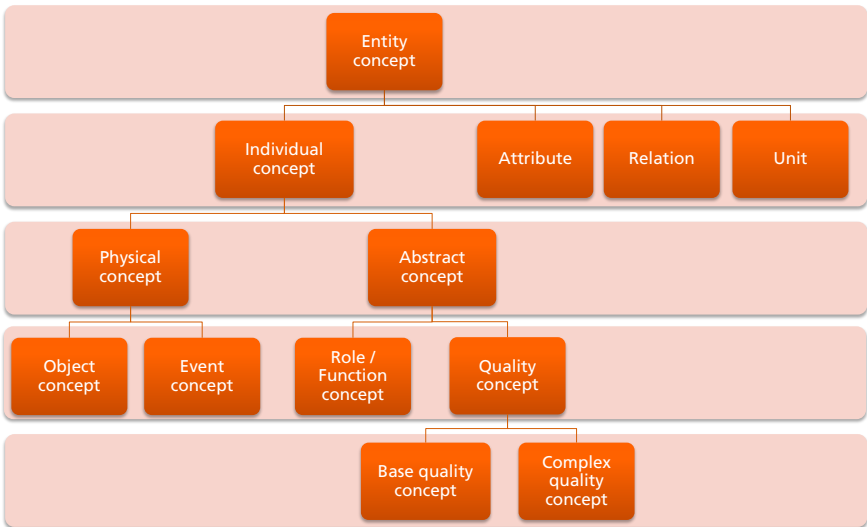 Entity
concept
Individual
concept
Attribute
Relation
Unit
Physical
concept
Abstract
concept
Object
concept
Event
concept
Role /
Function
concept
Quality
concept
Base quality
concept
Complex
quality
concept